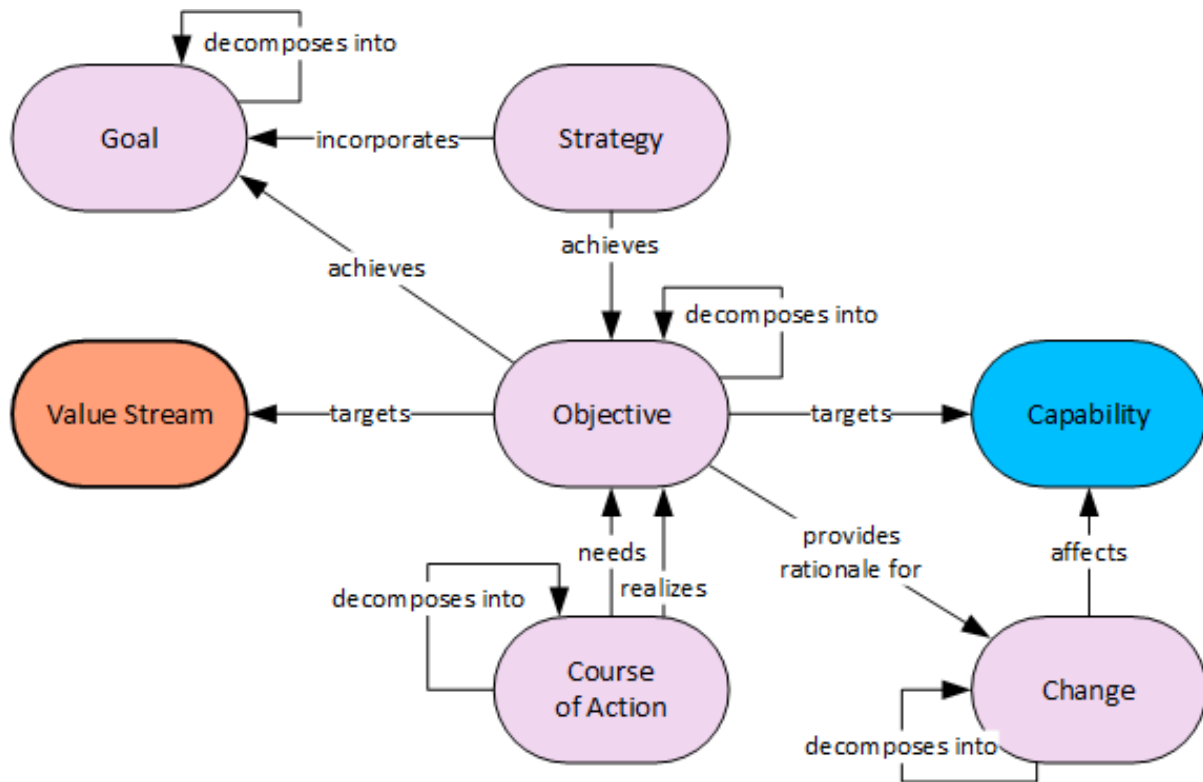 decomposes into
Goal
incorporates
Strategy
achieves
achieves
decomposes into
Value Stream
targets
Objective
targets
Capability
needs
realizes
provides
rationale for
affects
decomposes into
Course
of Action
Change
decomposes into